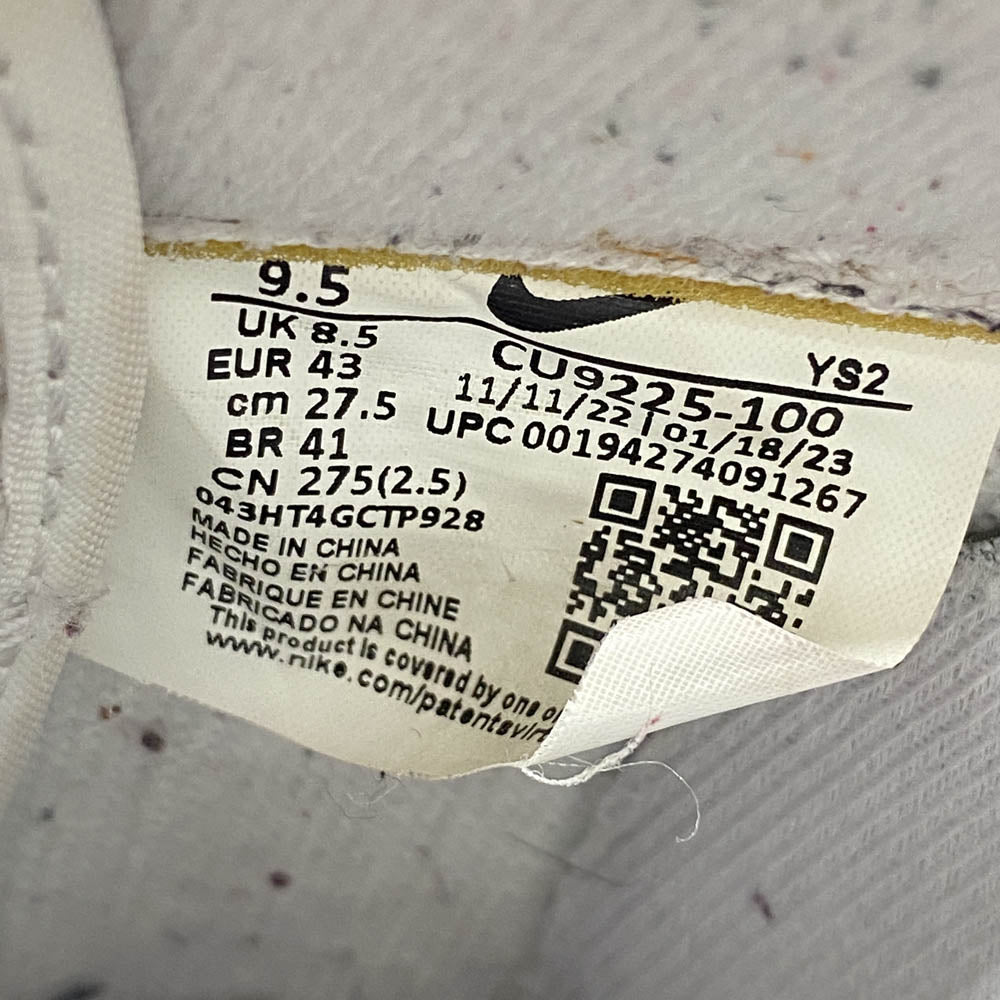 9.5
UK 8.5
EUR 43
cm 27.5
BR 41
CN 275(2.5)
043HT4GCTP928
MADE IN CHINA
HECHO EN CHINA
FABRIQUE EN CHINE
FABRICADO NA CHINA
This product is covered by one
www.nike.com/patents
YS2
CU9225-100
11/11/22 | 01/18/23
UPC 00194274091267